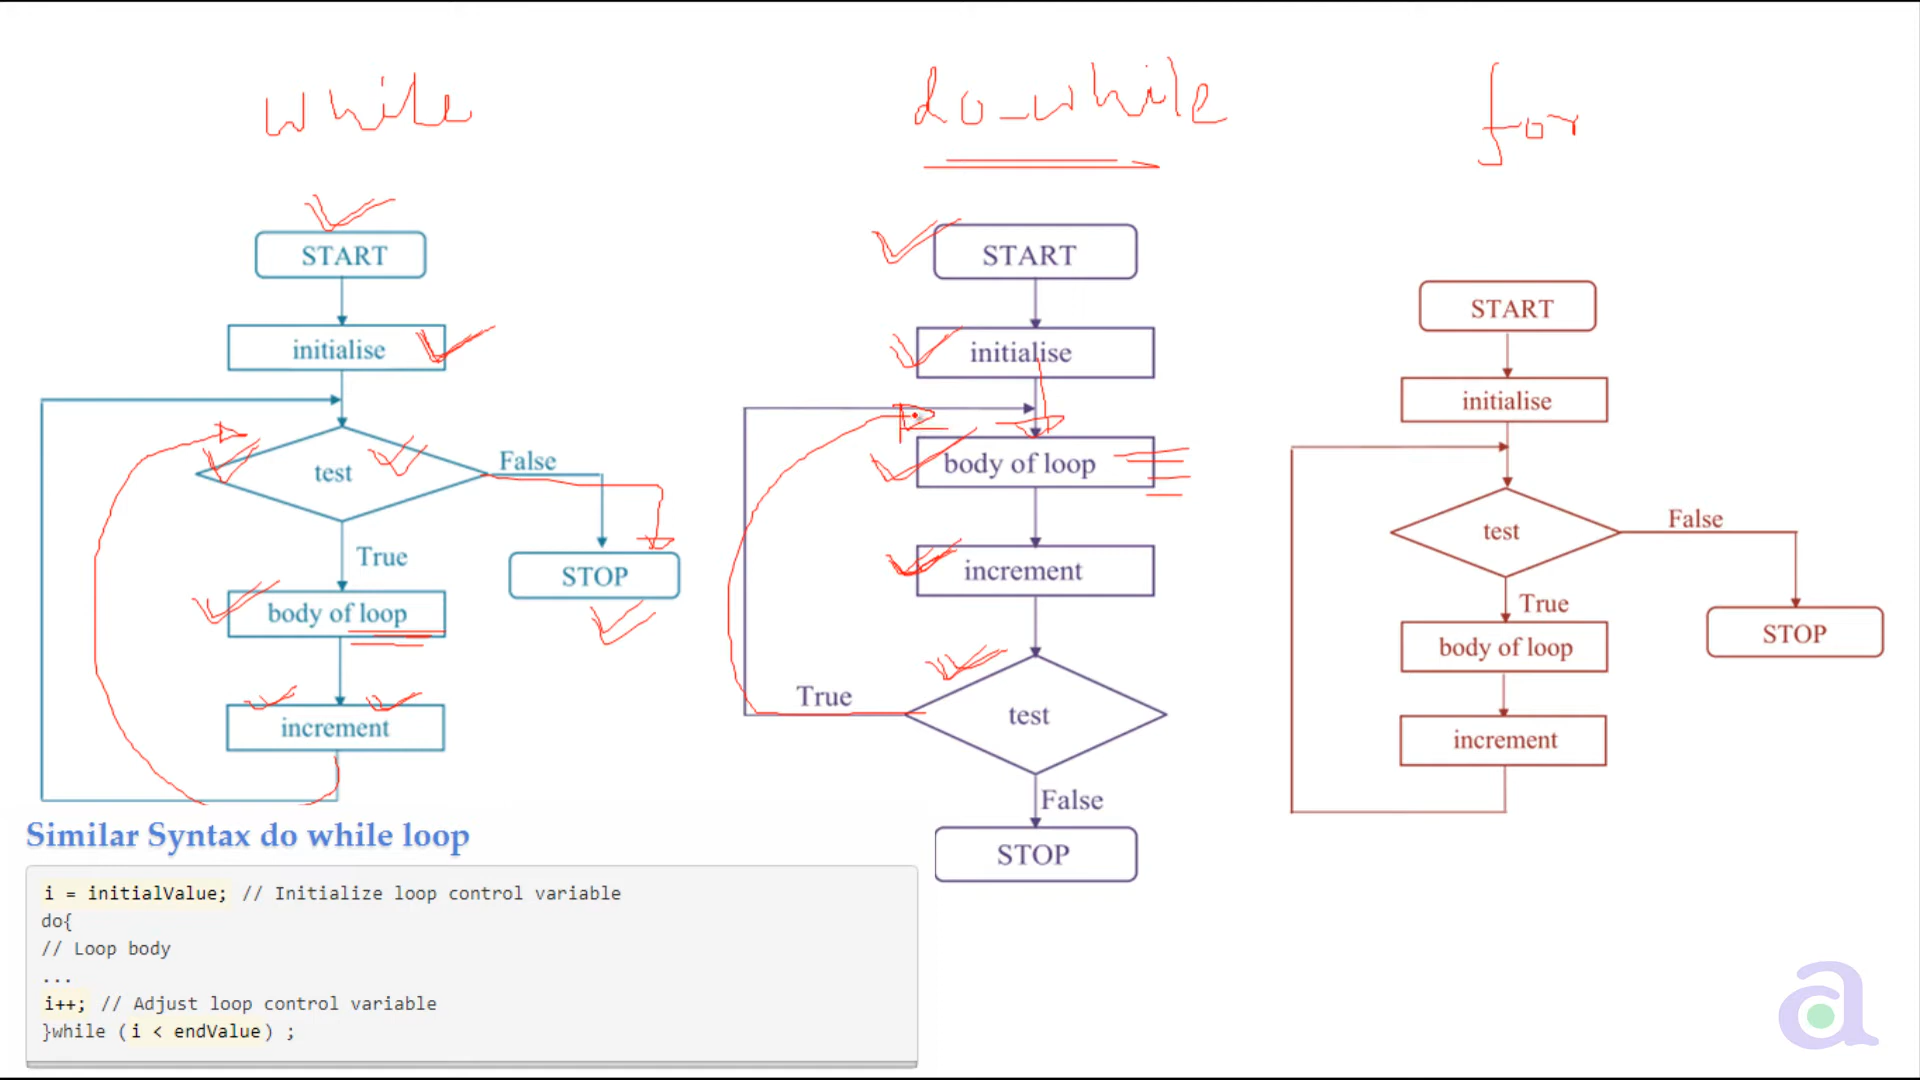 while
do-while
for
START
initialise
test
False
True
STOP
body of loop
increment
START
initialise
body of loop
increment
True
test
False
STOP
START
initialise
test
False
True
STOP
body of loop
increment
Similar Syntax do while loop
i = initialValue; // Initialize loop control variable
do{
// Loop body
...
i++; // Adjust loop control variable
}while (i < endValue) ;
a